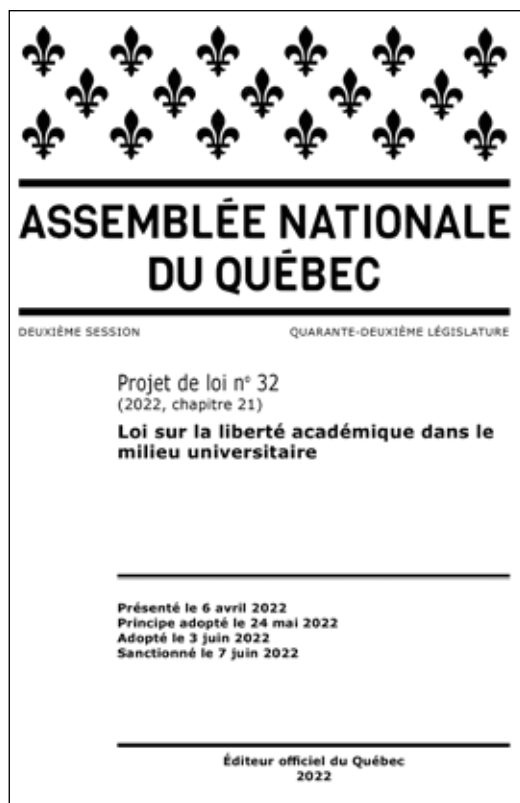 ASSEMBLÉE NATIONALE
DU QUÉBEC
DEUXIÈME SESSION QUARANTE-DEUXIÈME LÉGISLATURE
Projet de loi nº 32
(2022, chapitre 21)
Loi sur la liberté académique dans le
milieu universitaire
Présenté le 6 avril 2022
Principe adopté le 24 mai 2022
Adopté le 3 juin 2022
Sanctionné le 7 juin 2022
Éditeur officiel du Québec
2022